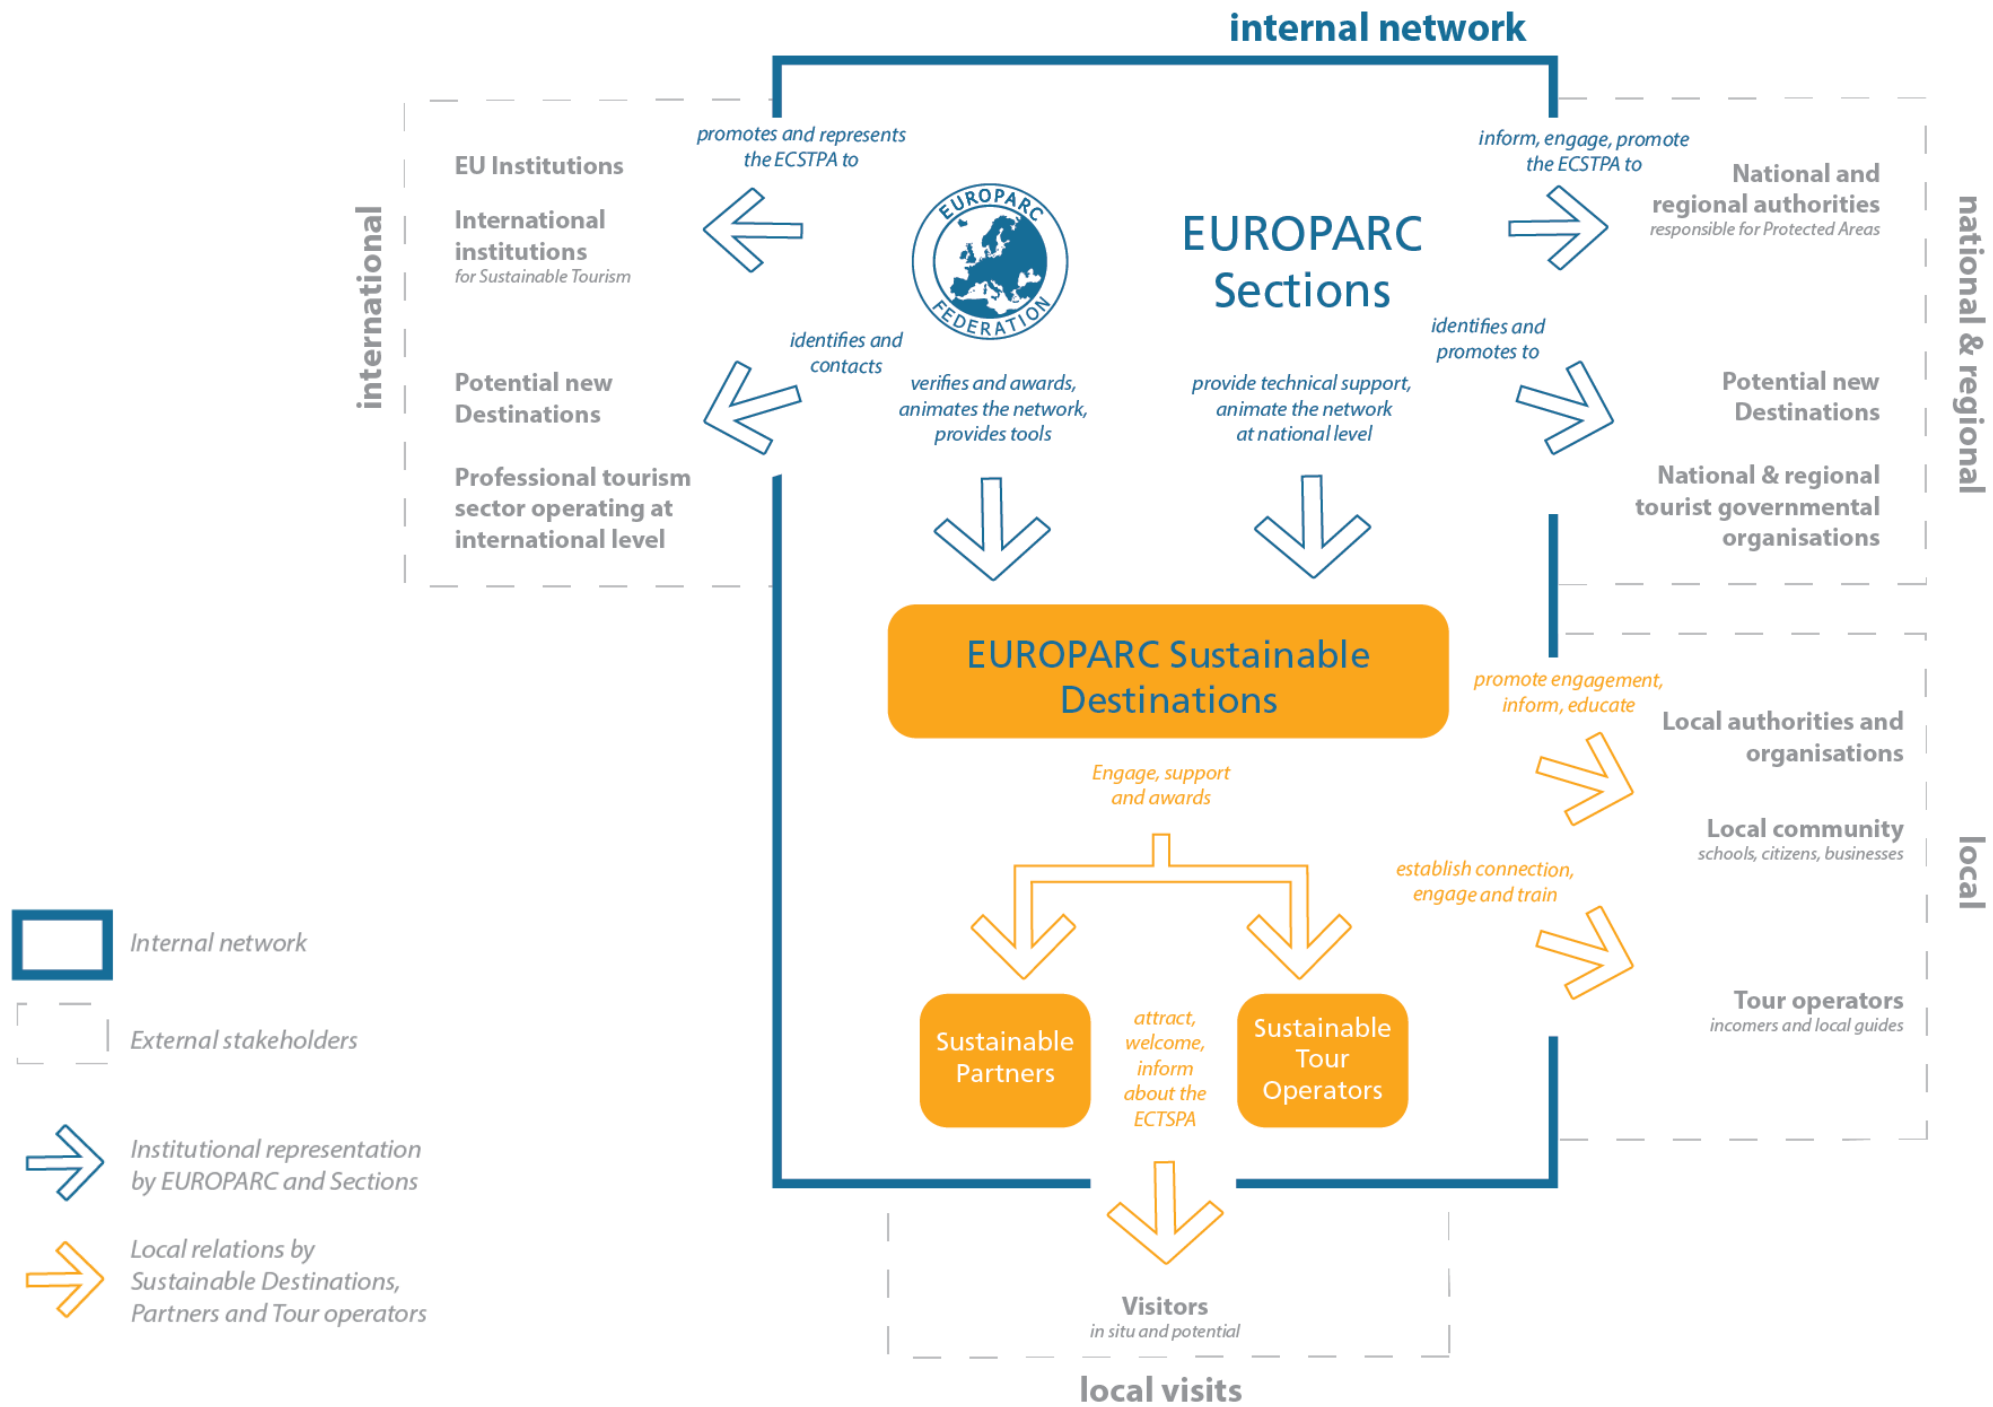 internal network
promotes and represents
the ECSTPA to
EU Institutions
International
institutions
for Sustainable Tourism
international
identifies and
contacts
Potential new
Destinations
Professional tourism
sector operating at
international level
EUROPARC
FEDERATION
verifies and awards,
animates the network,
provides tools
EUROPARC
Sections
provide technical support,
animate the network
at national level
inform, engage, promote
the ECSTPA to
National and
regional authorities
responsible for Protected Areas
identifies and
promotes to
Potential new
Destinations
National & regional
tourist governmental
organisations
national & regional
EUROPARC Sustainable
Destinations
promote engagement,
inform, educate
Local authorities and
organisations
Local community
schools, citizens, businesses
establish connection,
engage and train
Tour operators
incomers and local guides
local
Engage, support
and awards
Sustainable
Partners
attract,
welcome,
inform
about the
ECTSPA
Sustainable
Tour
Operators
Visitors
in situ and potential
local visits
Internal network
External stakeholders
Institutional representation
by EUROPARC and Sections
Local relations by
Sustainable Destinations,
Partners and Tour operators